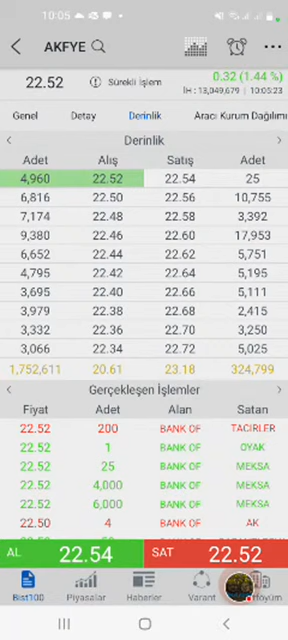 10:05
AKFYE
22.52 Sürekli İşlem 0.32 (1.44 %)
İH : 13,049,679 | 10:05:23
Genel Detay Derinlik Aracı Kurum Dağılımı
Derinlik
Adet Alış Satış Adet
4,960 22.52 22.54 25
6,816 22.50 22.56 10,755
7,174 22.48 22.58 3,392
9,380 22.46 22.60 17,953
6,652 22.44 22.62 5,751
4,795 22.42 22.64 5,195
3,695 22.40 22.66 5,111
3,979 22.38 22.68 2,415
3,332 22.36 22.70 3,250
3,066 22.34 22.72 5,025
1,752,611 20.61 23.18 324,799
Gerçekleşen İşlemler
Fiyat Adet Alan Satan
22.52 200 BANK OF TACIRLER
22.52 1 BANK OF OYAK
22.52 25 BANK OF MEKSA
22.52 4,000 BANK OF MEKSA
22.52 6,000 BANK OF MEKSA
22.50 4 BANK OF AK
AL 22.54 SAT 22.52
Bist100 Piyasalar Haberler Varant